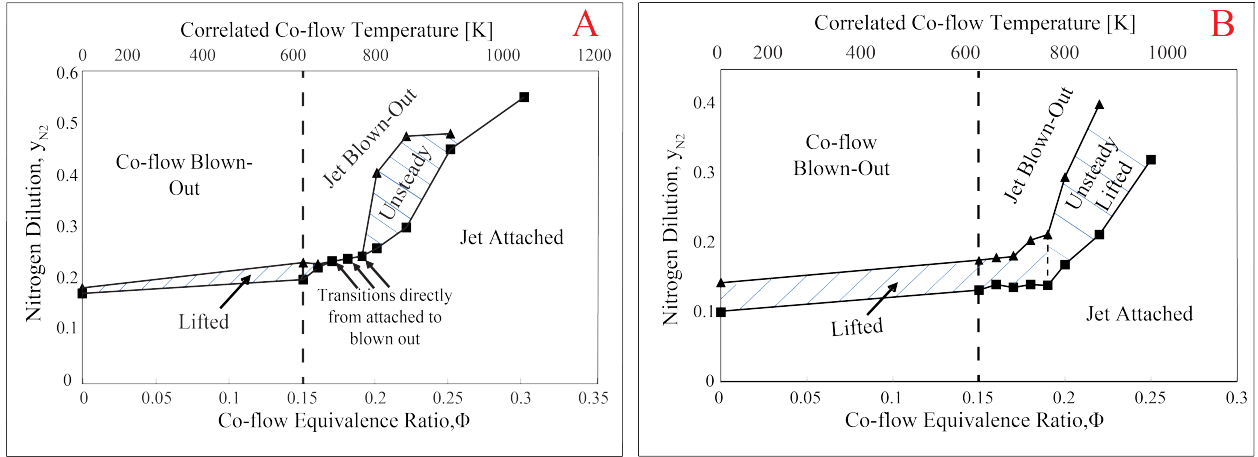 Correlated Co-flow Temperature [K]
A
0 200 400 600 800 1000 1200
0.6
0.5
0.4
0.3
0.2
0.1
0
Nitrogen Dilution, yN2
Co-flow Blown-
Out
Jet Blown-Out
Unsteady
Jet Attached
Lifted
Transitions directly
from attached to
blown out
0 0.05 0.1 0.15 0.2 0.25 0.3 0.35
Co-flow Equivalence Ratio,Φ
Correlated Co-flow Temperature [K]
B
0 200 400 600 800 1000
0.4
0.3
0.2
0.1
0
Nitrogen Dilution, yN2
Co-flow
Blown-Out
Jet Blown-Out
Unsteady
Lifted
Lifted
Jet Attached
0 0.05 0.1 0.15 0.2 0.25 0.3
Co-flow Equivalence Ratio,Φ